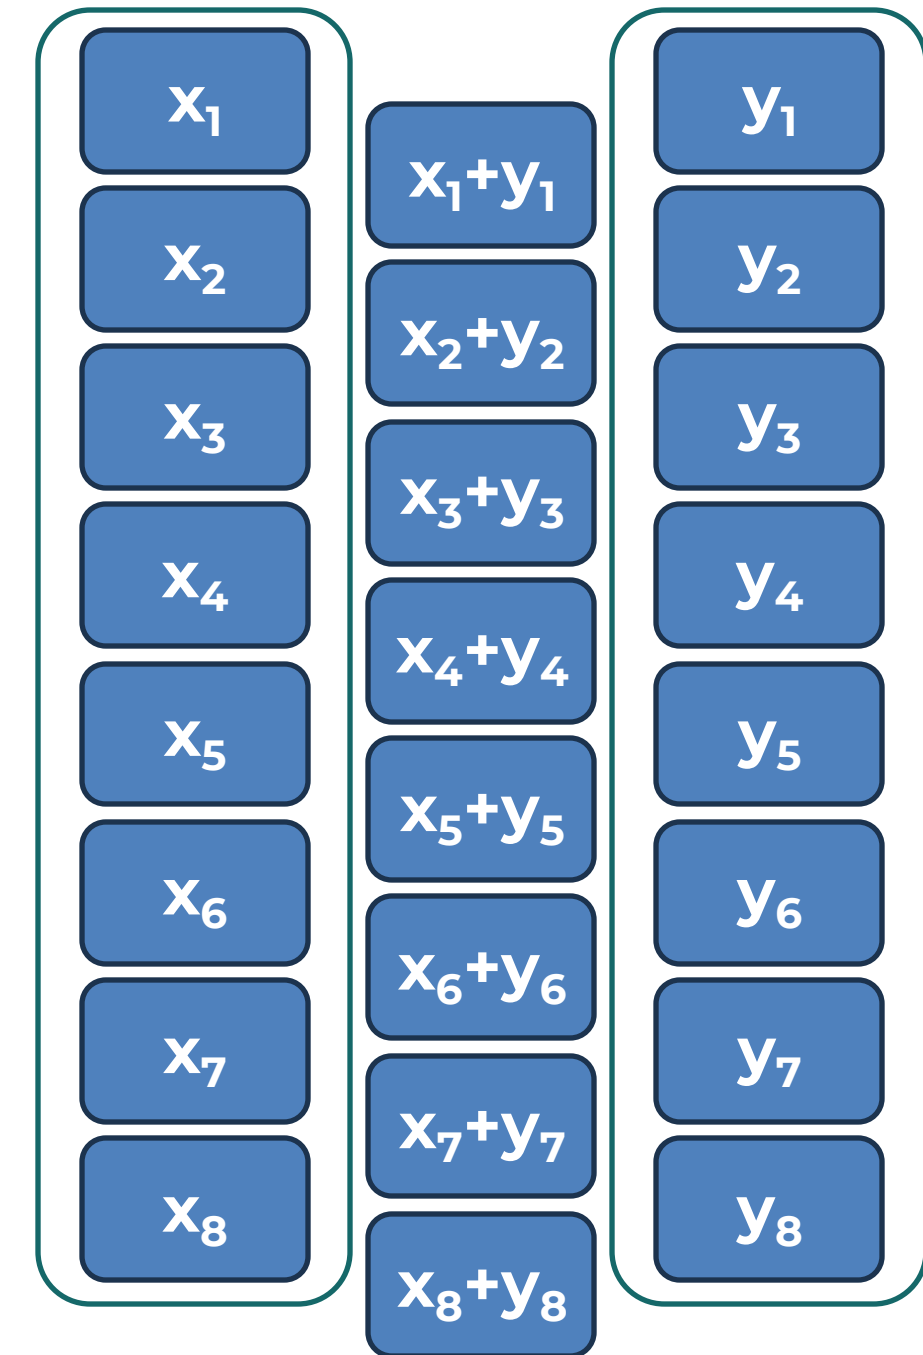 x₁
x₂
x₃
x₄
x₅
x₆
x₇
x₈
x₁+y₁
x₂+y₂
x₃+y₃
x₄+y₄
x₅+y₅
x₆+y₆
x₇+y₇
x₈+y₈
y₁
y₂
y₃
y₄
y₅
y₆
y₇
y₈